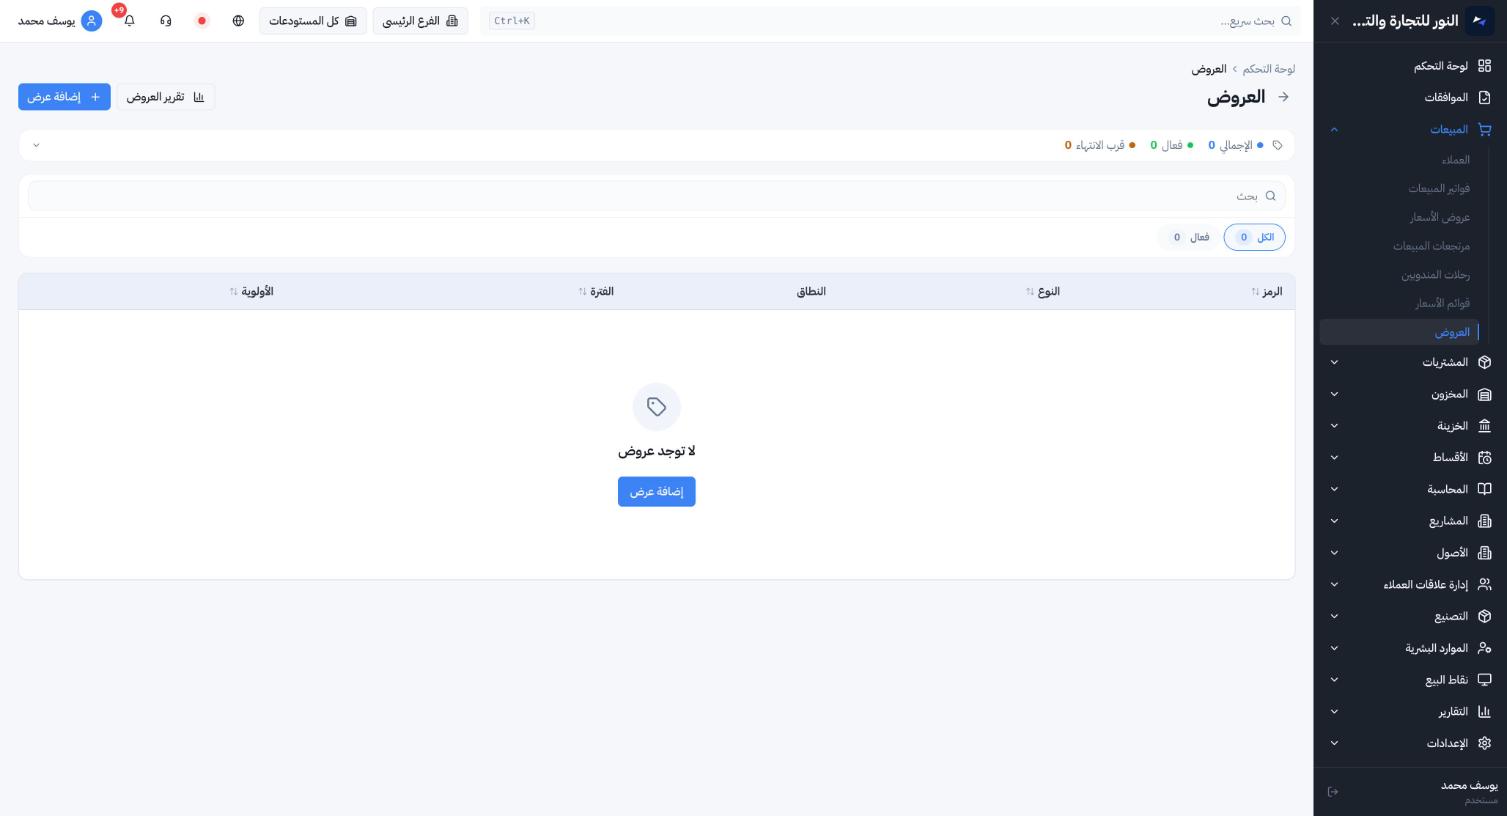 النور للتجارة والتـ...
بحث سريع...
Ctrl+K
الفرع الرئيسي
كل المستودعات
+9
يوسف محمد
لوحة التحكم
الموافقات
المبيعات
العملاء
فواتير المبيعات
عروض الأسعار
مرتجعات المبيعات
رحلات المندوبين
قوائم الأسعار
العروض
المشتريات
المخزون
الخزينة
الأقساط
المحاسبة
المشاريع
الأصول
إدارة علاقات العملاء
التصنيع
الموارد البشرية
نقاط البيع
التقارير
الإعدادات
يوسف محمد
مستخدم
لوحة التحكم > العروض
العروض
تقرير العروض
إضافة عرض
الإجمالي 0 فعال 0 قرب الانتهاء 0
بحث
الكل 0 فعال 0
الرمز النوع النطاق الفترة الأولوية
لا توجد عروض
إضافة عرض